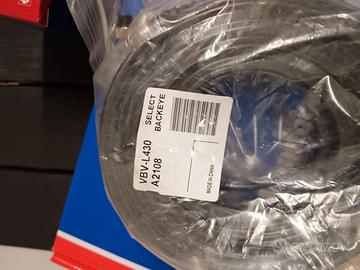 SELECT
BACKEYE
VBV-L430
A2108
MADE IN CHINA